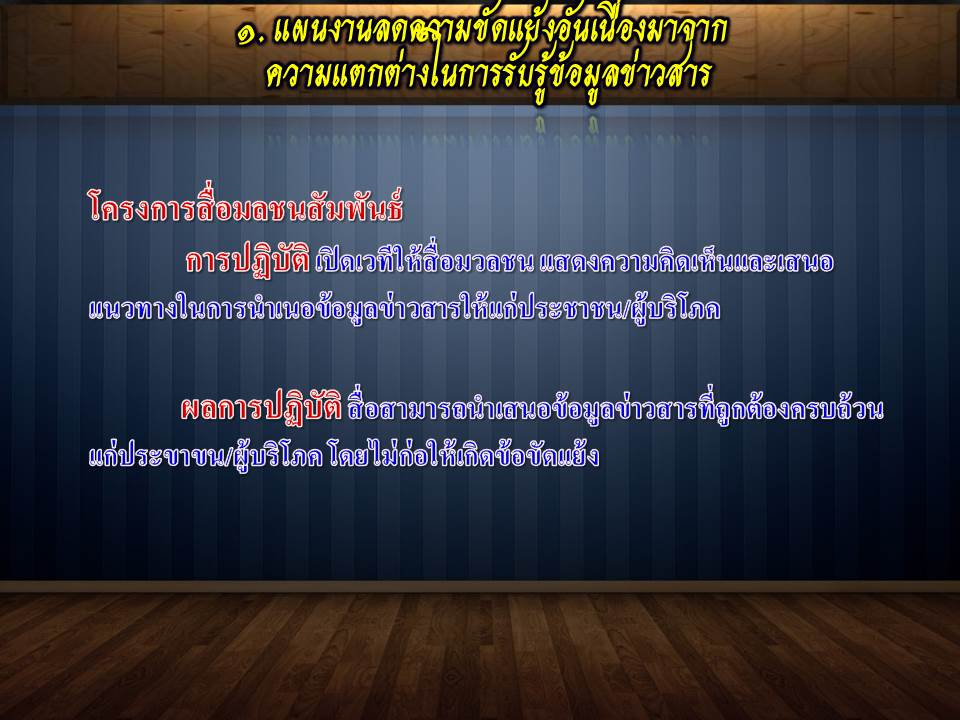 ๑. แผนงานลดความขัดแย้งอันเนื่องมาจาก
ความแตกต่างในการรับรู้ข้อมูลข่าวสาร
โครงการสื่อมลชนสัมพันธ์
การปฏิบัติ เปิดเวทีให้สื่อมวลชน แสดงความคิดเห็นและเสนอ
แนวทางในการนำเนอข้อมูลข่าวสารให้แก่ประชาชน/ผู้บริโภค
ผลการปฏิบัติ สื่อสามารถนำเสนอข้อมูลข่าวสารที่ถูกต้องครบล้วน
แก่ประขาขน/ผู้บริโภค โดยไม่ก่อให้เกิดข้อขัดแย้ง